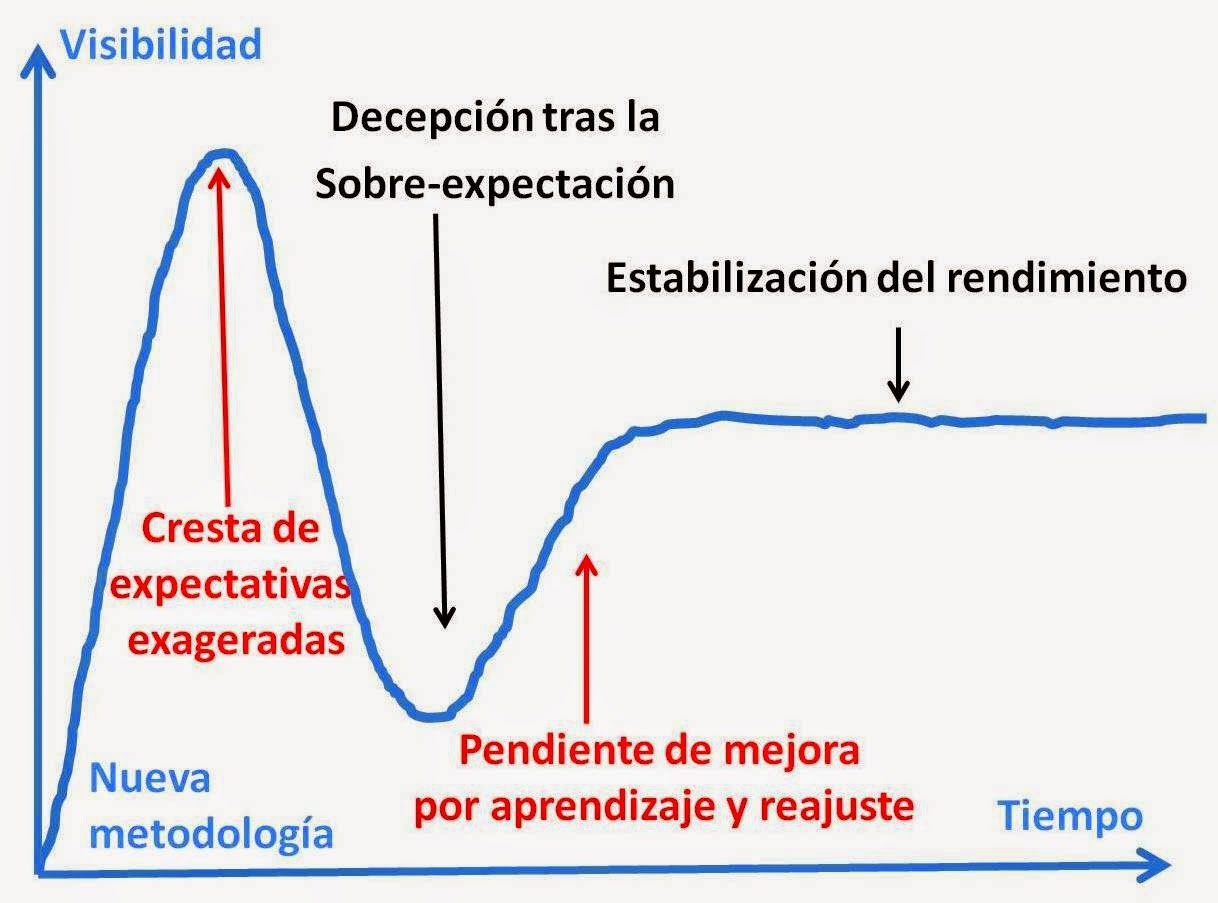 Visibilidad
Decepción tras la
Sobre-expectación
Estabilización del rendimiento
Cresta de
expectativas
exageradas
Pendiente de mejora
por aprendizaje y reajuste
Nueva
metodología
Tiempo